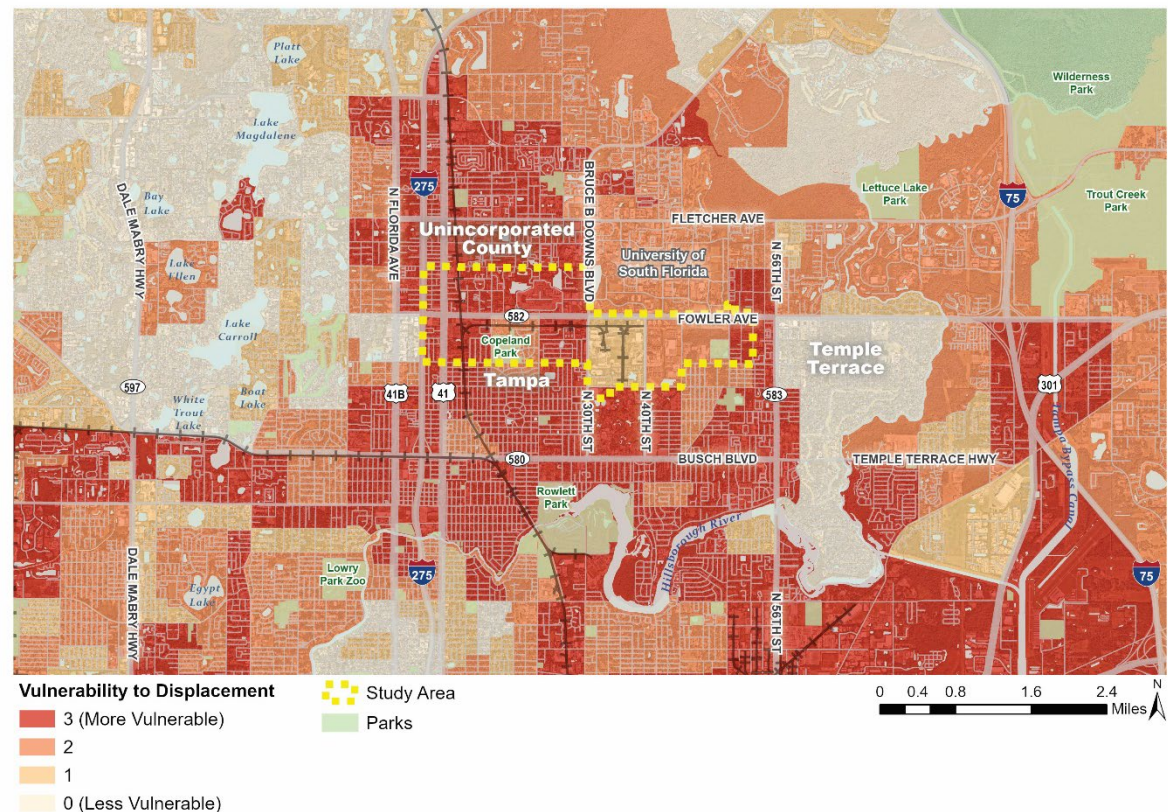 Platt
Lake
Wilderness
Park
Lake
Magdalene
275
75
DALE MABRY HWY
Bay
Lake
N FLORIDA AVE
BRUCE B DOWNS BLVD
Lettuce Lake
Park
Trout Creek
Park
FLETCHER AVE
Unincorporated
County
University of
South Florida
N 56TH ST
Lake
Ellen
582
FOWLER AVE
Lake
Carroll
Copeland
Park
Temple
Terrace
597
Tampa
301
White
Trout
Lake
Boat
Lake
41B
41
N 30TH ST
N 40TH ST
583
Tampa Bypass Canal
580
BUSCH BLVD
TEMPLE TERRACE HWY
Rowlett
Park
Hillsborough River
Lowry
Park Zoo
275
75
Egypt
Lake
DALE MABRY HWY
N 56TH ST
Vulnerability to Displacement
3 (More Vulnerable)
2
1
0 (Less Vulnerable)
Study Area
Parks
0 0.4 0.8 1.6 2.4
Miles
N